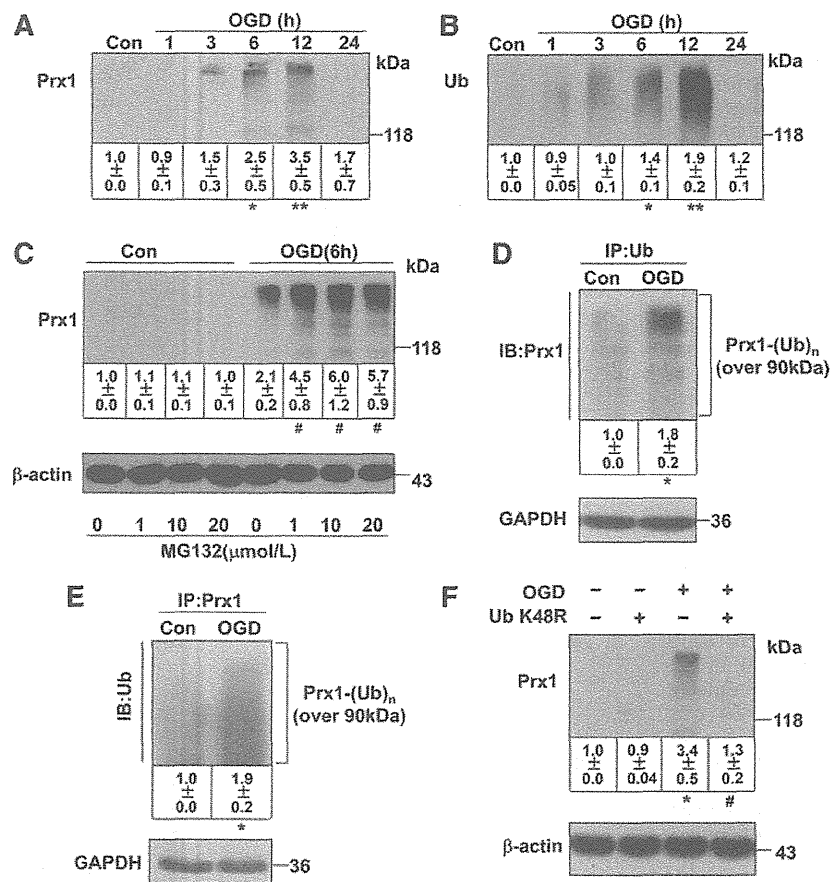 A
OGD (h)
Con 1 3 6 12 24
kDa
Prx1
118
1.0 ± 0.0 0.9 ± 0.1 1.5 ± 0.3 2.5 ± 0.5 3.5 ± 0.5 1.7 ± 0.7
* **
B
OGD (h)
Con 1 3 6 12 24
kDa
Ub
118
1.0 ± 0.0 0.9 ± 0.05 1.0 ± 0.1 1.4 ± 0.1 1.9 ± 0.2 1.2 ± 0.1
* **
C
Con OGD(6h)
kDa
Prx1
118
1.0 ± 0.0 1.1 ± 0.1 1.1 ± 0.1 1.0 ± 0.1 2.1 ± 0.2 4.5 ± 0.8 6.0 ± 1.2 5.7 ± 0.9
# # #
β-actin 43
0 1 10 20 0 1 10 20
MG132(μmol/L)
D
IP:Ub
Con OGD
IB:Prx1
Prx1-(Ub)n
(over 90kDa)
1.0 ± 0.0 1.8 ± 0.2
*
GAPDH 36
E
IP:Prx1
Con OGD
IB:Ub
Prx1-(Ub)n
(over 90kDa)
1.0 ± 0.0 1.9 ± 0.2
*
GAPDH 36
F
OGD – – + +
Ub K48R – + – +
kDa
Prx1
118
1.0 ± 0.0 0.9 ± 0.04 3.4 ± 0.5 1.3 ± 0.2
* #
β-actin 43